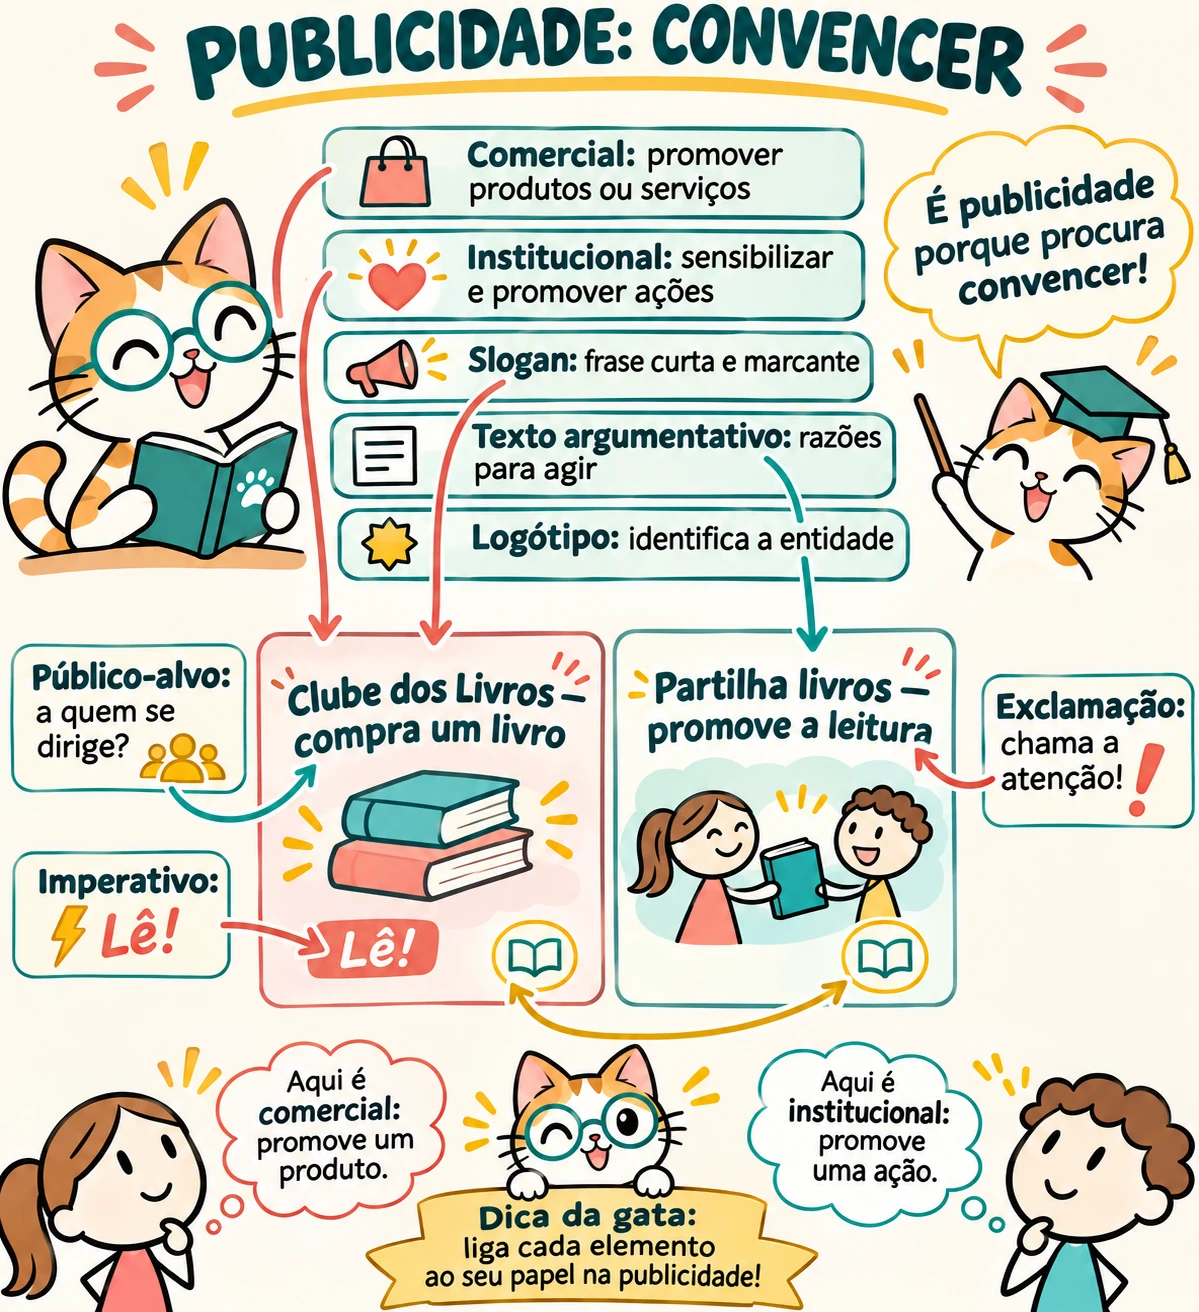 PUBLICIDADE: CONVENCER
Comercial: promover
produtos ou serviços
Institucional: sensibilizar
e promover ações
Slogan: frase curta e marcante
Texto argumentativo: razões
para agir
Logótipo: identifica a entidade
É publicidade
porque procura
convencer!
Público-alvo:
a quem se
dirige?
Clube dos Livros –
compra um livro
Partilha livros –
promove a leitura
Exclamação:
chama a
atenção!
Imperativo:
Lê!
Lê!
Aqui é
comercial:
promove um
produto.
Aqui é
institucional:
promove
uma ação.
Dica da gata:
liga cada elemento
ao seu papel na publicidade!